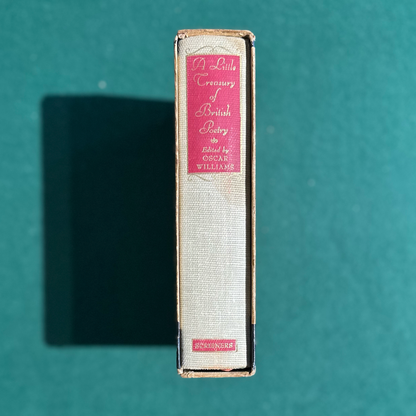 A Little
Treasury
of
British
Poetry
Edited by
OSCAR
WILLIAMS
SCRIBNERS